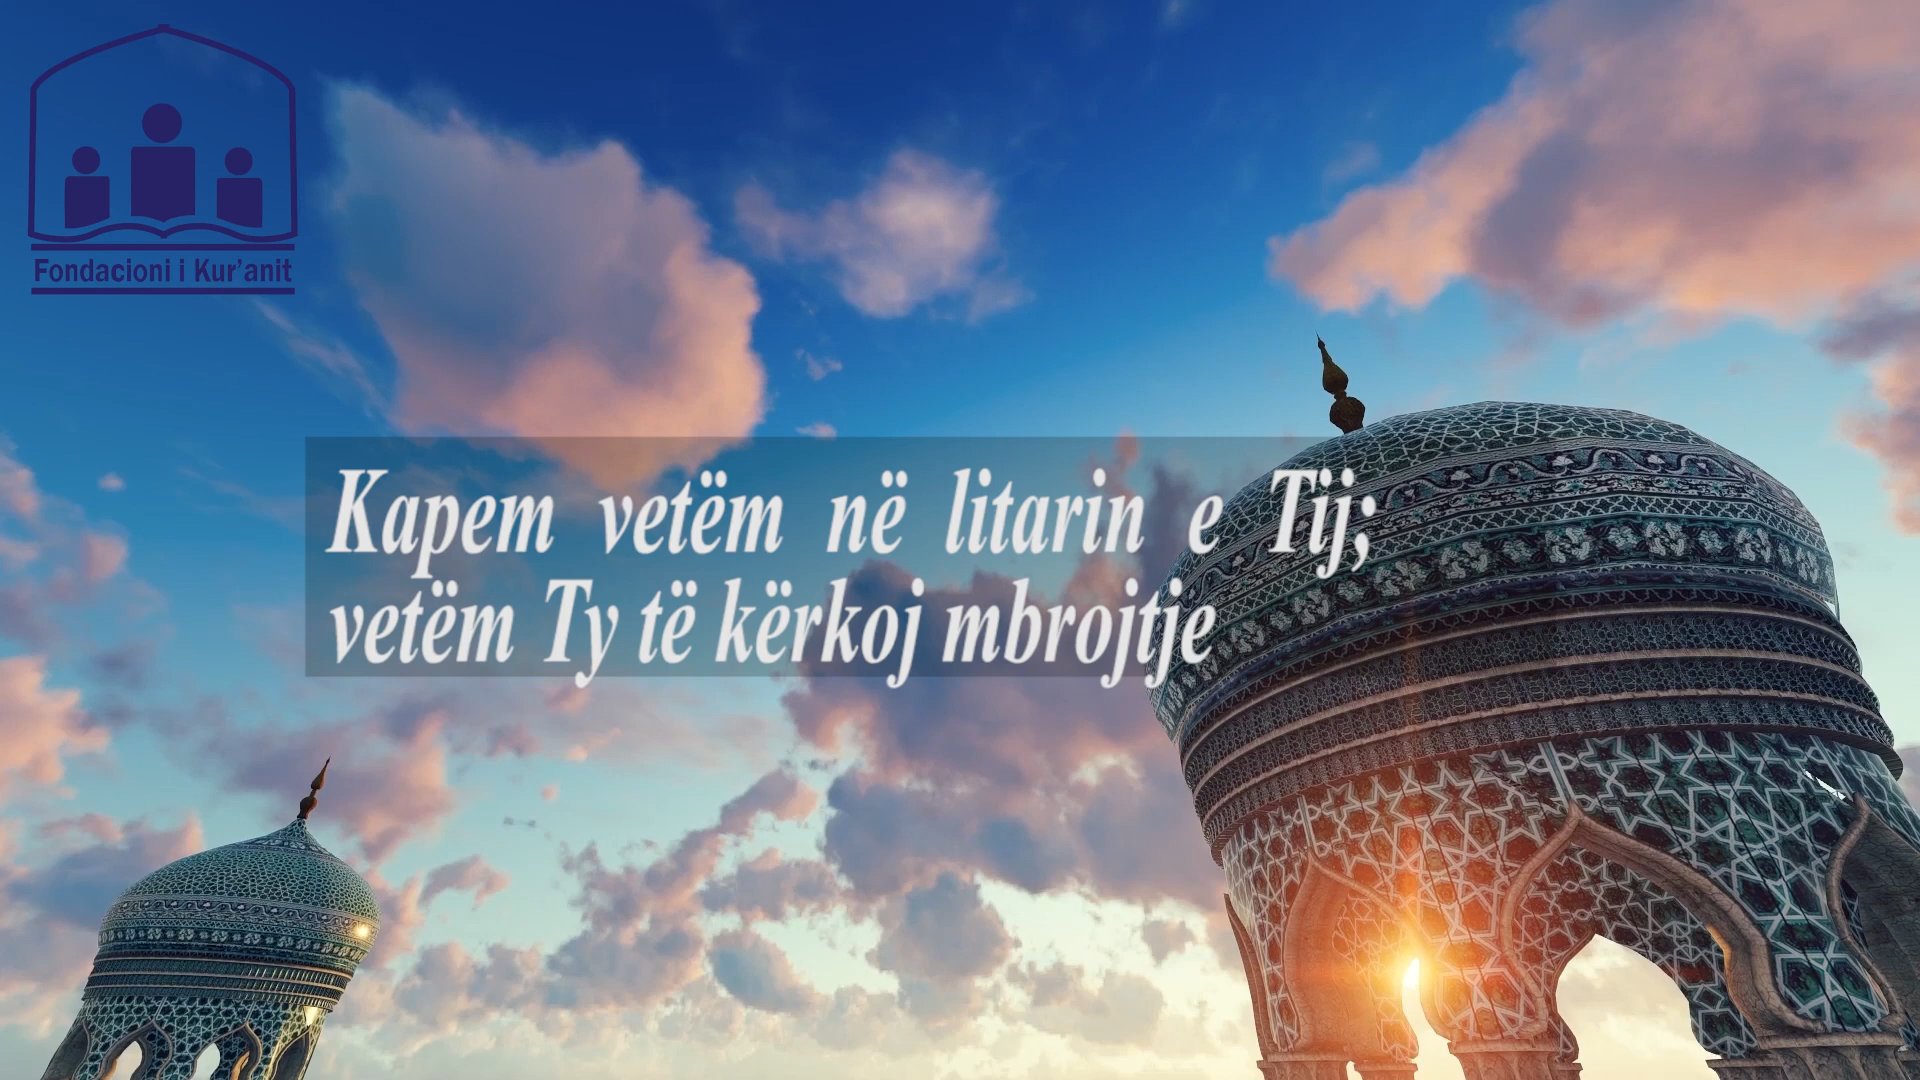 Fondacioni i Kur'anit
Kapem vetëm në litarin e Tij;
vetëm Ty të kërkoj mbrojtje